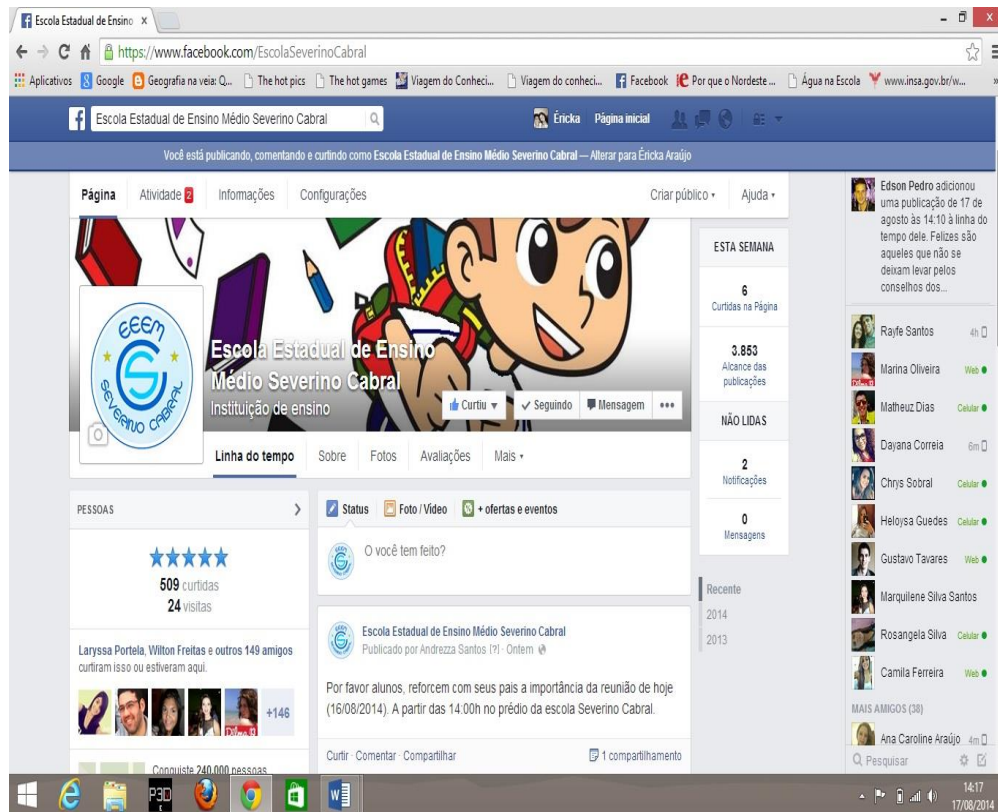 Escola Estadual de Ensino
https://www.facebook.com/EscolaSeverinoCabral
Aplicativos Google Geografia na veia: Q... The hot pics The hot games Viagem do Conheci... Viagem do conheci... Facebook Por que o Nordeste ... Água na Escola www.insa.gov.br/w... »
Escola Estadual de Ensino Médio Severino Cabral Éricka Página inicial
Você está publicando, comentando e curtindo como Escola Estadual de Ensino Médio Severino Cabral — Alterar para Éricka Araújo
Página Atividade 2 Informações Configurações Criar público Ajuda
EEEM
SEVERINO CABRAL
Escola Estadual de Ensino
Médio Severino Cabral
Instituição de ensino
Curtiu Seguindo Mensagem •••
Linha do tempo Sobre Fotos Avaliações Mais
ESTA SEMANA
6
Curtidas na Página
3.853
Alcance das
publicações
NÃO LIDAS
2
Notificações
0
Mensagens
Recente
2014
2013
PESSOAS
509 curtidas
24 visitas
Laryssa Portela, Wilton Freitas e outros 149 amigos
curtiram isso ou estiveram aqui.
Dilma
+146
Conquiste 240.000 pessoas
Status Foto / Vídeo + ofertas e eventos
O você tem feito?
Escola Estadual de Ensino Médio Severino Cabral
Publicado por Andrezza Santos [?] · Ontem
Por favor alunos, reforcem com seus pais a importância da reunião de hoje
(16/08/2014). A partir das 14:00h no prédio da escola Severino Cabral.
Curtir · Comentar · Compartilhar 1 compartilhamento
Edson Pedro adicionou
uma publicação de 17 de
agosto às 14:10 à linha do
tempo dele. Felizes são
aqueles que não se
deixam levar pelos
conselhos dos...
Rayfe Santos 4h
Marina Oliveira Web
Matheuz Dias Celular
Dayana Correia 6m
Chrys Sobral Celular
Heloysa Guedes Celular
Gustavo Tavares Web
Marquilene Silva Santos
Rosangela Silva Celular
Camila Ferreira Web
MAIS AMIGOS (38)
Ana Caroline Araújo 4m
Pesquisar
P3D
14:17
17/08/2014